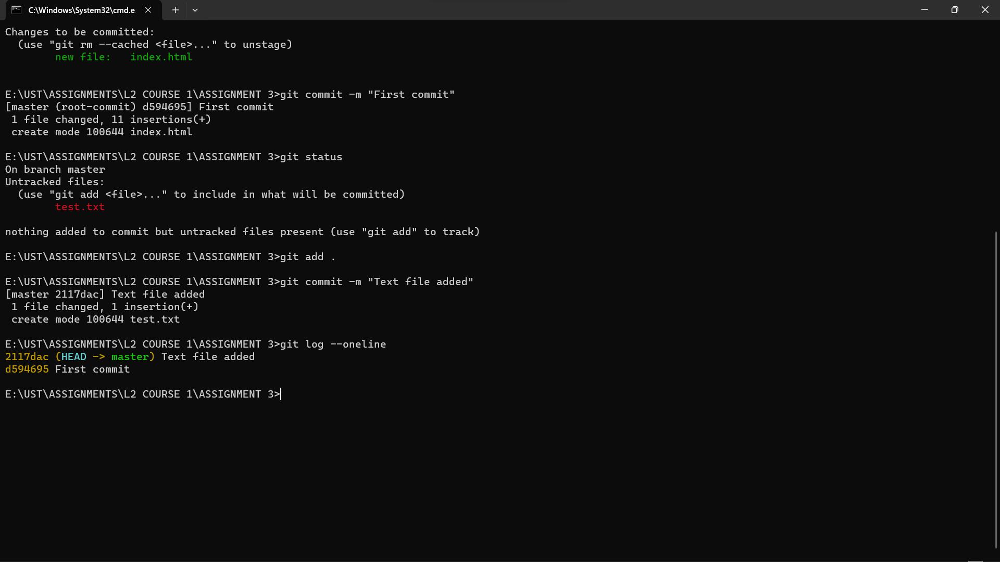 C:\Windows\System32\cmd.e
Changes to be committed:
  (use "git rm --cached <file>..." to unstage)
        new file:   index.html
E:\UST\ASSIGNMENTS\L2 COURSE 1\ASSIGNMENT 3>git commit -m "First commit"
[master (root-commit) d594695] First commit
 1 file changed, 11 insertions(+)
 create mode 100644 index.html
E:\UST\ASSIGNMENTS\L2 COURSE 1\ASSIGNMENT 3>git status
On branch master
Untracked files:
  (use "git add <file>..." to include in what will be committed)
        test.txt
nothing added to commit but untracked files present (use "git add" to track)
E:\UST\ASSIGNMENTS\L2 COURSE 1\ASSIGNMENT 3>git add .
E:\UST\ASSIGNMENTS\L2 COURSE 1\ASSIGNMENT 3>git commit -m "Text file added"
[master 2117dac] Text file added
 1 file changed, 1 insertion(+)
 create mode 100644 test.txt
E:\UST\ASSIGNMENTS\L2 COURSE 1\ASSIGNMENT 3>git log --oneline
2117dac (HEAD -> master) Text file added
d594695 First commit
E:\UST\ASSIGNMENTS\L2 COURSE 1\ASSIGNMENT 3>